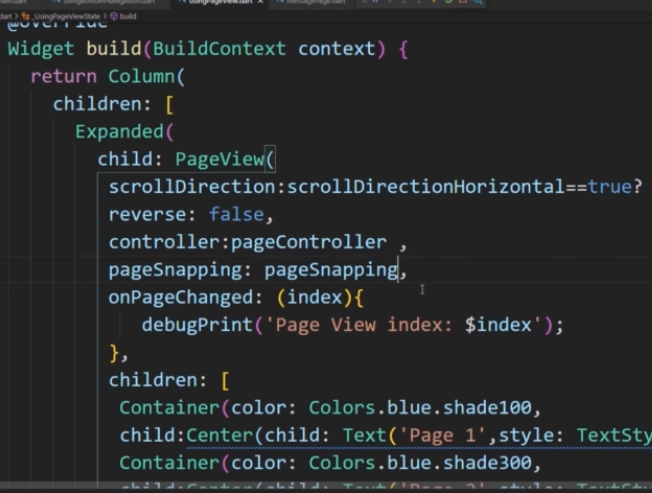 usingPageView.dart
dart > _UsingPageViewState > build
@override
Widget build(BuildContext context) {
return Column(
children: [
Expanded(
child: PageView(
scrollDirection:scrollDirectionHorizontal==true?
reverse: false,
controller:pageController ,
pageSnapping: pageSnapping,
onPageChanged: (index){
debugPrint('Page View index: $index');
},
children: [
Container(color: Colors.blue.shade100,
child:Center(child: Text('Page 1',style: TextSty
Container(color: Colors.blue.shade300,